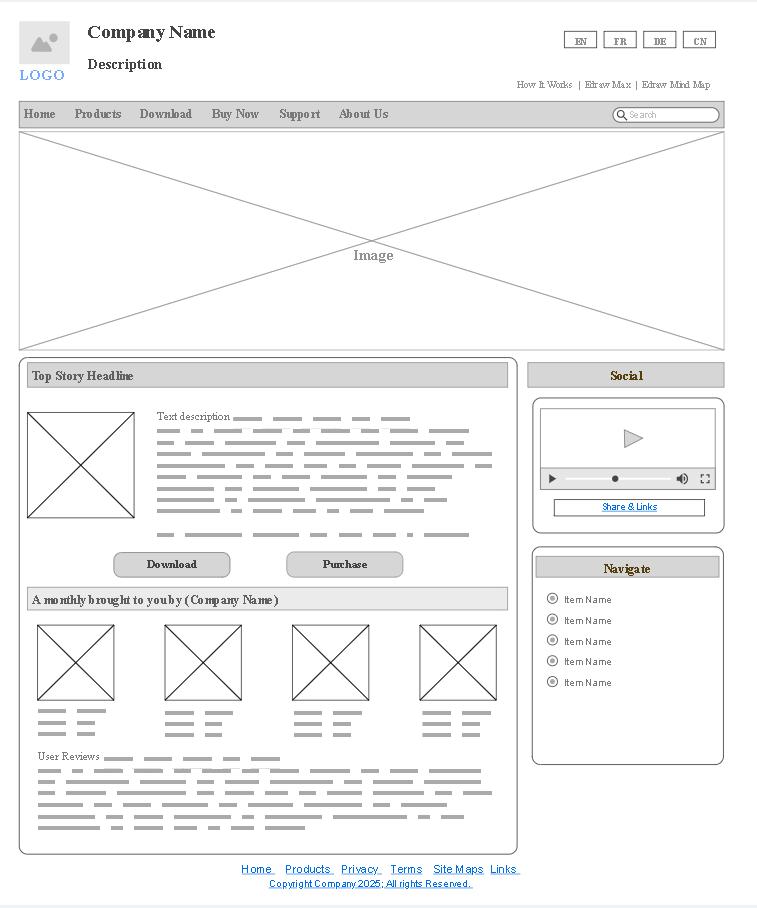 Company Name
EN FR DE CN
Description
LOGO
How It Works | Edraw Max | Edraw Mind Map
Home Products Download Buy Now Support About Us Search
Image
Top Story Headline
Text description
Download Purchase
A monthly brought to you by (Company Name)
User Reviews
Social
Share & Links
Navigate
Item Name
Item Name
Item Name
Item Name
Item Name
Home Products Privacy Terms Site Maps Links
Copyright Company 2025; All rights Reserved.